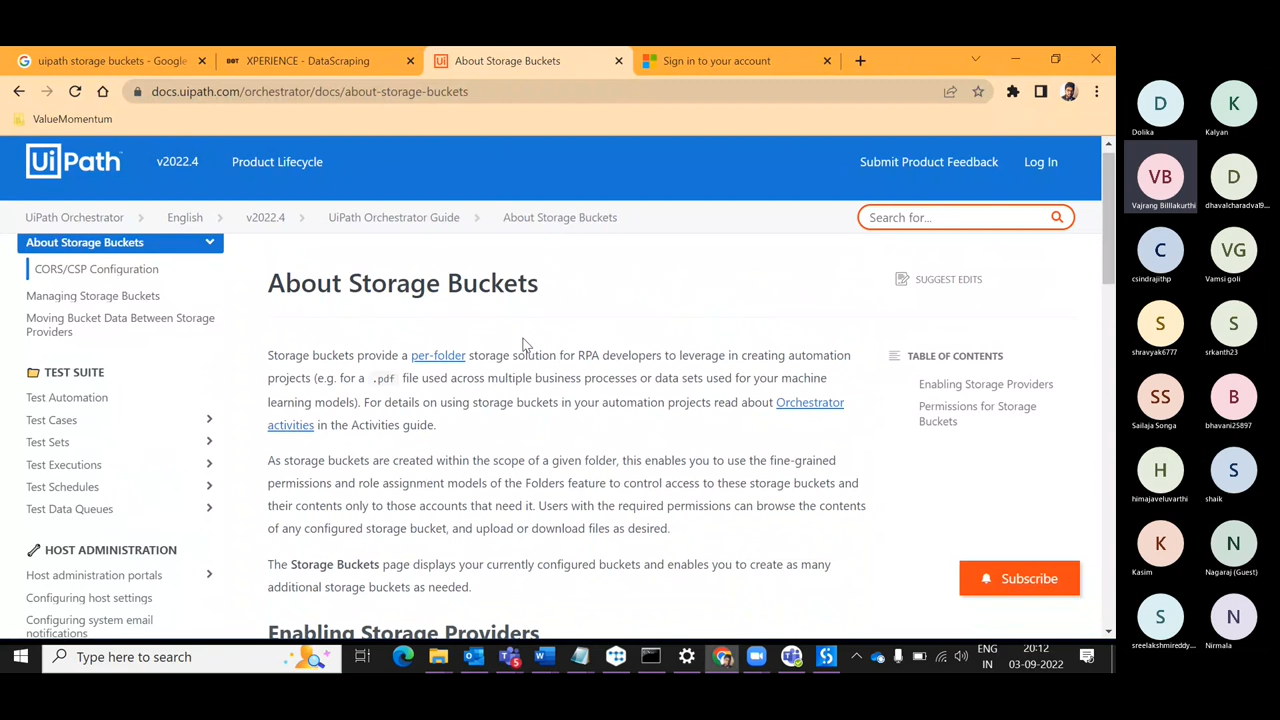 uipath storage buckets - Google
XPERIENCE - DataScraping
About Storage Buckets
Sign in to your account
docs.uipath.com/orchestrator/docs/about-storage-buckets
ValueMomentum
UiPath
v2022.4
Product Lifecycle
Submit Product Feedback
Log In
UiPath Orchestrator
English
v2022.4
UiPath Orchestrator Guide
About Storage Buckets
Search for...
About Storage Buckets
CORS/CSP Configuration
Managing Storage Buckets
Moving Bucket Data Between Storage
Providers
TEST SUITE
Test Automation
Test Cases
Test Sets
Test Executions
Test Schedules
Test Data Queues
HOST ADMINISTRATION
Host administration portals
Configuring host settings
Configuring system email
notifications
About Storage Buckets
SUGGEST EDITS
Storage buckets provide a per-folder storage solution for RPA developers to leverage in creating automation
projects (e.g. for a .pdf file used across multiple business processes or data sets used for your machine
learning models). For details on using storage buckets in your automation projects read about Orchestrator
activities in the Activities guide.
As storage buckets are created within the scope of a given folder, this enables you to use the fine-grained
permissions and role assignment models of the Folders feature to control access to these storage buckets and
their contents only to those accounts that need it. Users with the required permissions can browse the contents
of any configured storage bucket, and upload or download files as desired.
The Storage Buckets page displays your currently configured buckets and enables you to create as many
additional storage buckets as needed.
Enabling Storage Providers
TABLE OF CONTENTS
Enabling Storage Providers
Permissions for Storage
Buckets
Subscribe
Type here to search
ENG
IN
20:12
03-09-2022
D
Dolika
K
Kalyan
VB
Vajrang Billlakurthi
D
dhavalcharadva19...
C
csindrajithp
VG
Vamsi goli
S
shravyak6777
S
srkanth23
SS
Sailaja Songa
B
bhavani25897
H
himajaveluvarthi
S
shaik
K
Kasim
N
Nagaraj (Guest)
S
sreelakshmireddy...
N
Nirmala